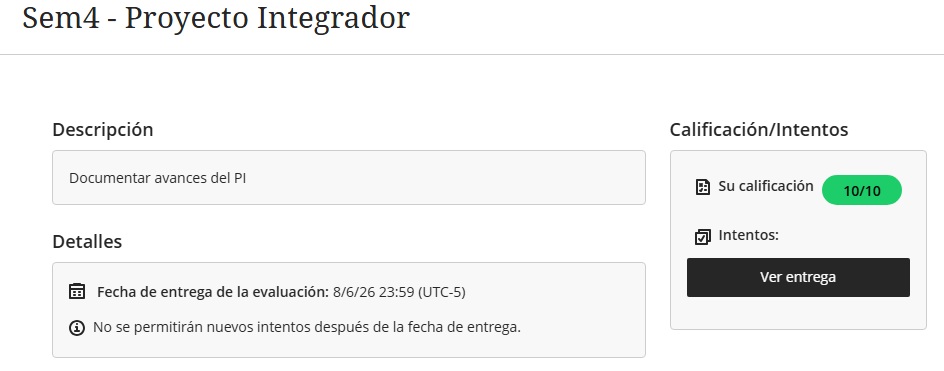 Sem4 - Proyecto Integrador
Descripción
Documentar avances del PI
Detalles
Fecha de entrega de la evaluación: 8/6/26 23:59 (UTC-5)
No se permitirán nuevos intentos después de la fecha de entrega.
Calificación/Intentos
Su calificación 10/10
Intentos:
Ver entrega